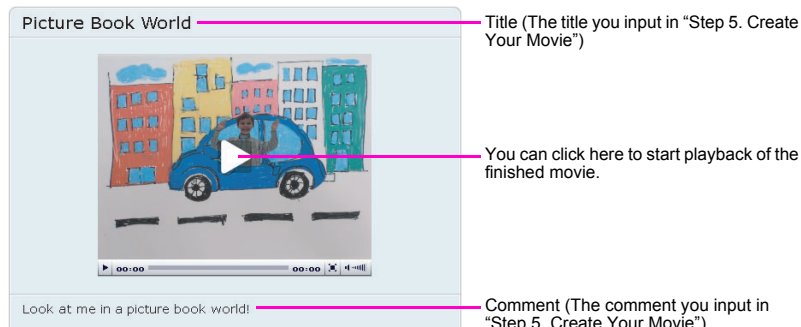 Picture Book World
Title (The title you input in “Step 5. Create
Your Movie”)
You can click here to start playback of the
finished movie.
00:00
00:00
Look at me in a picture book world!
Comment (The comment you input in
“Step 5. Create Your Movie”)